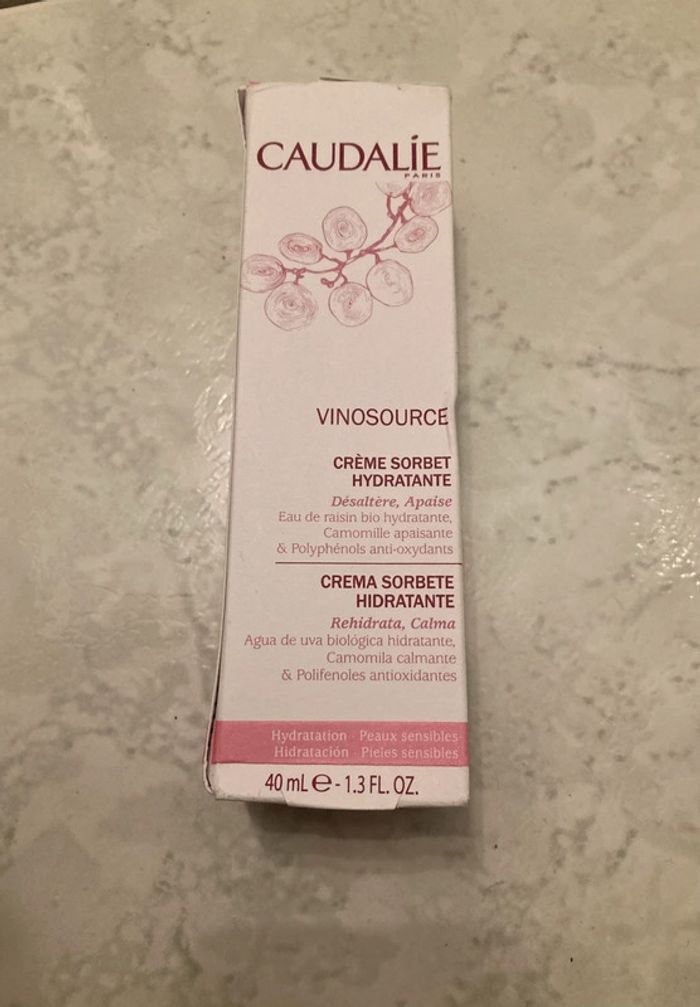 CAUDALÍE
PARIS
VINOSOURCE
CRÈME SORBET
HYDRATANTE
Désaltère, Apaise
Eau de raisin bio hydratante,
Camomille apaisante
& Polyphénols anti-oxydants
CREMA SORBETE
HIDRATANTE
Rehidrata, Calma
Agua de uva biológica hidratante,
Camomila calmante
& Polifenoles antioxidantes
Hydratation · Peaux sensibles
Hidratación · Pieles sensibles
40 mL e - 1.3 FL. OZ.